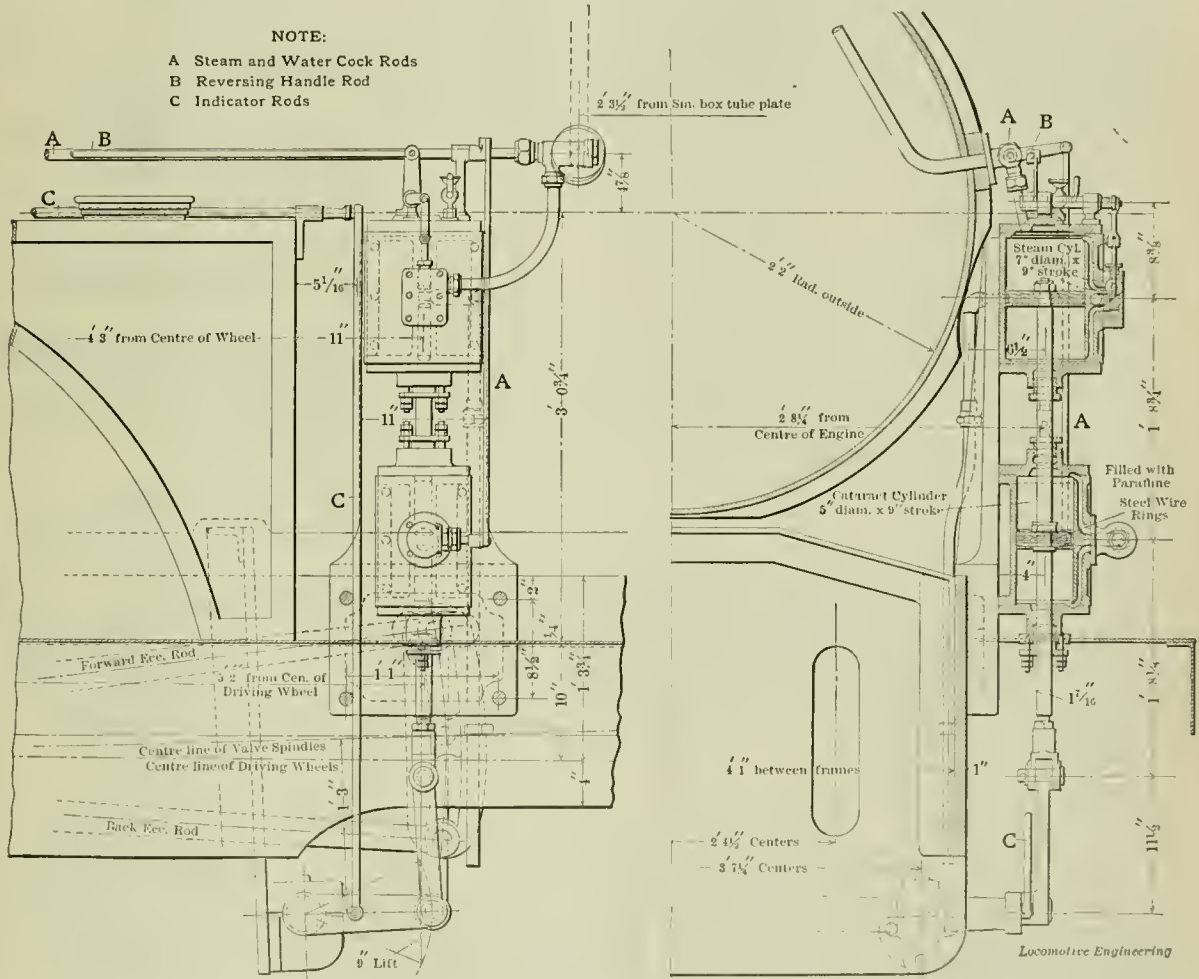 NOTE:
A Steam and Water Cock Rods
B Reversing Handle Rod
C Indicator Rods
2' 3½" from Sm. box tube plate
A
B
C
4⅞"
5 1/16"
4' 3" from Centre of Wheel
11"
11"
A
C
3' 0¾"
2' 2" Rad. outside
2' 8¼" from
Centre of Engine
A
B
Steam Cyl.
7" diam. x
9" stroke
8⅜"
6½"
1' 8¾"
A
Filled with
Parafine
Steel Wire
Rings
Cataract Cylinder
5" diam. x 9" stroke
4"
2"
8½"
10"
1' 3¼"
Forward Ecc. Rod
2" from Cen. of
Driving Wheel
1' 1"
Centre line of Valve Spindles
Centre line of Driving Wheels
1' 3"
Back Ecc. Rod
9" Lift
4' 1" between frames
1"
2' 4½" Centers
3' 7¼" Centers
1 7/16"
1' 8¼"
C
11½"
Locomotive Engineering